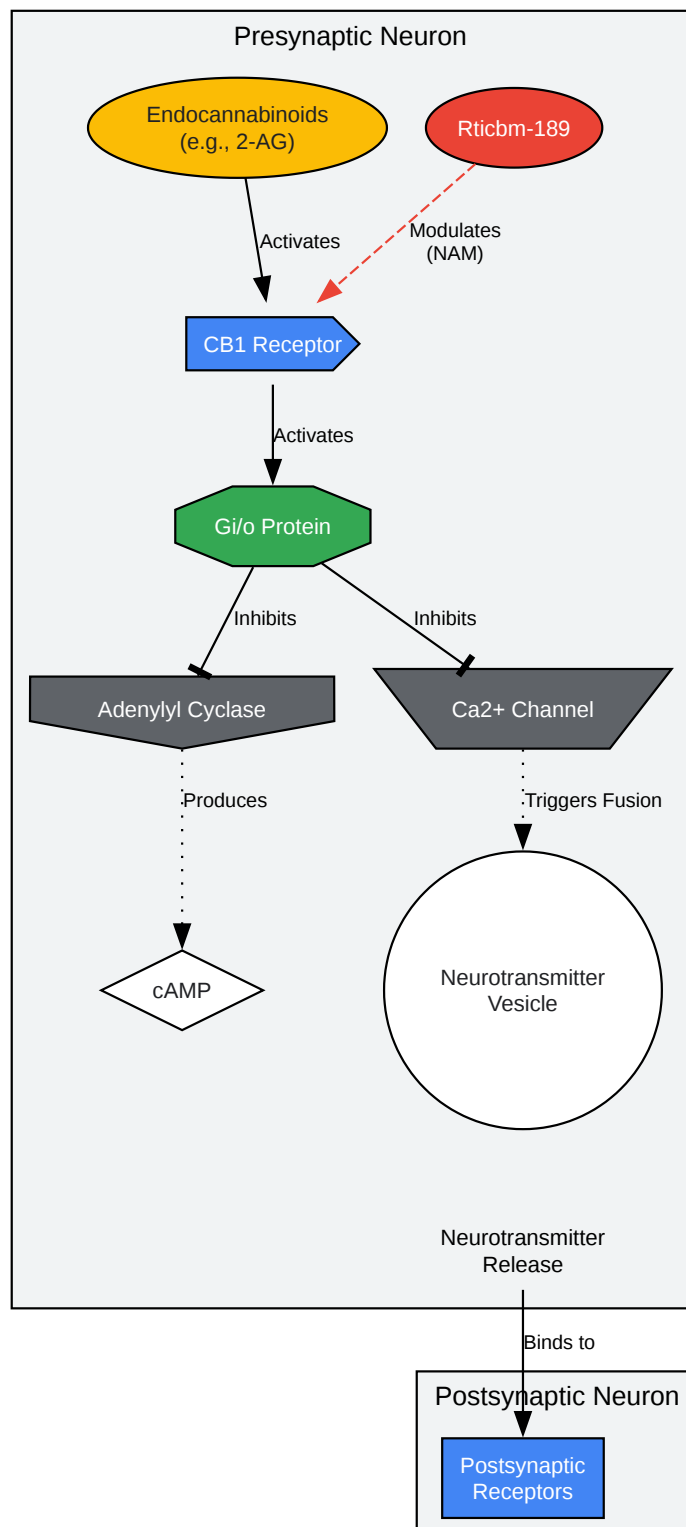 Presynaptic Neuron
Endocannabinoids
(e.g., 2-AG)
Rticbm-189
Activates
Modulates
(NAM)
CB1 Receptor
Activates
Gi/o Protein
Inhibits
Inhibits
Adenylyl Cyclase
Ca2+ Channel
Produces
Triggers Fusion
cAMP
Neurotransmitter
Vesicle
Neurotransmitter
Release
Binds to
Postsynaptic Neuron
Postsynaptic
Receptors